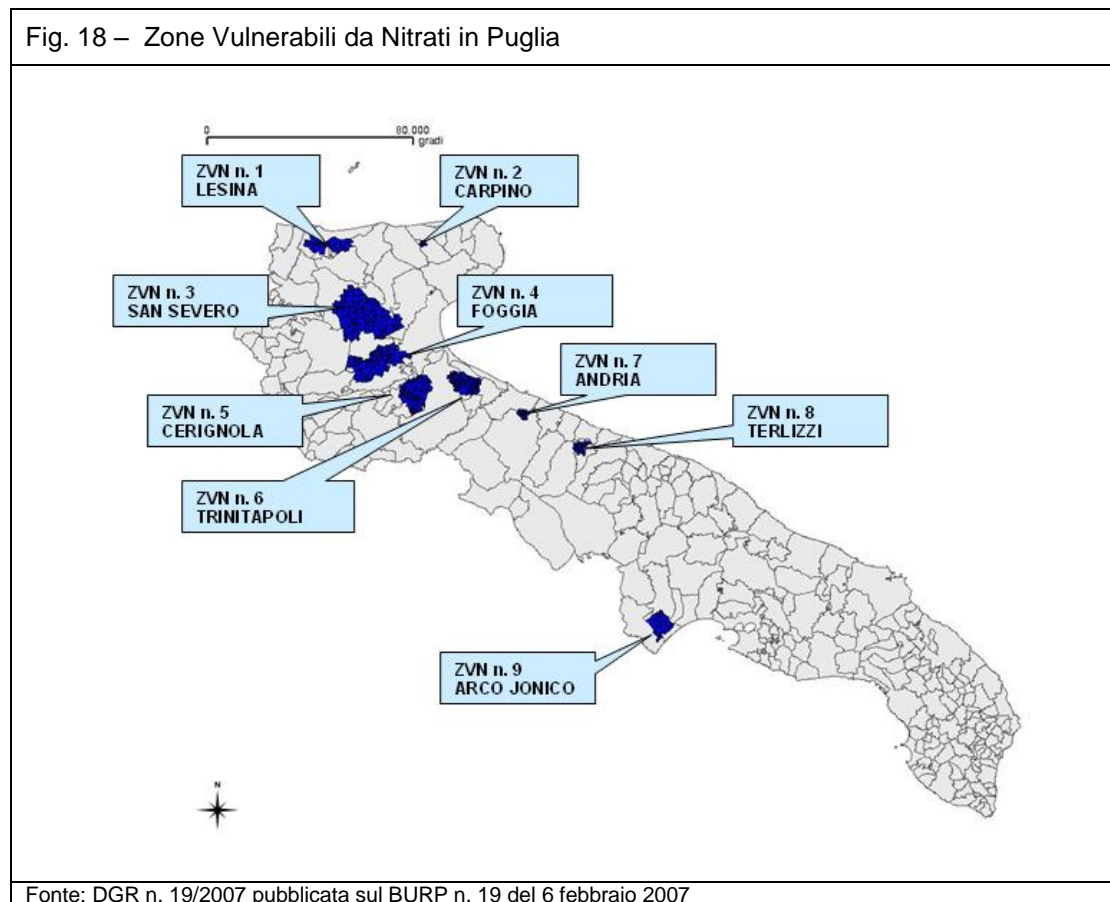 Fig. 18 – Zone Vulnerabili da Nitrati in Puglia
0 80.000
gradi
ZVN n. 1
LESINA
ZVN n. 2
CARPINO
ZVN n. 3
SAN SEVERO
ZVN n. 4
FOGGIA
ZVN n. 7
ANDRIA
ZVN n. 5
CERIGNOLA
ZVN n. 8
TERLIZZI
ZVN n. 6
TRINITAPOLI
ZVN n. 9
ARCO JONICO
N
Fonte: DGR n. 19/2007 pubblicata sul BURP n. 19 del 6 febbraio 2007